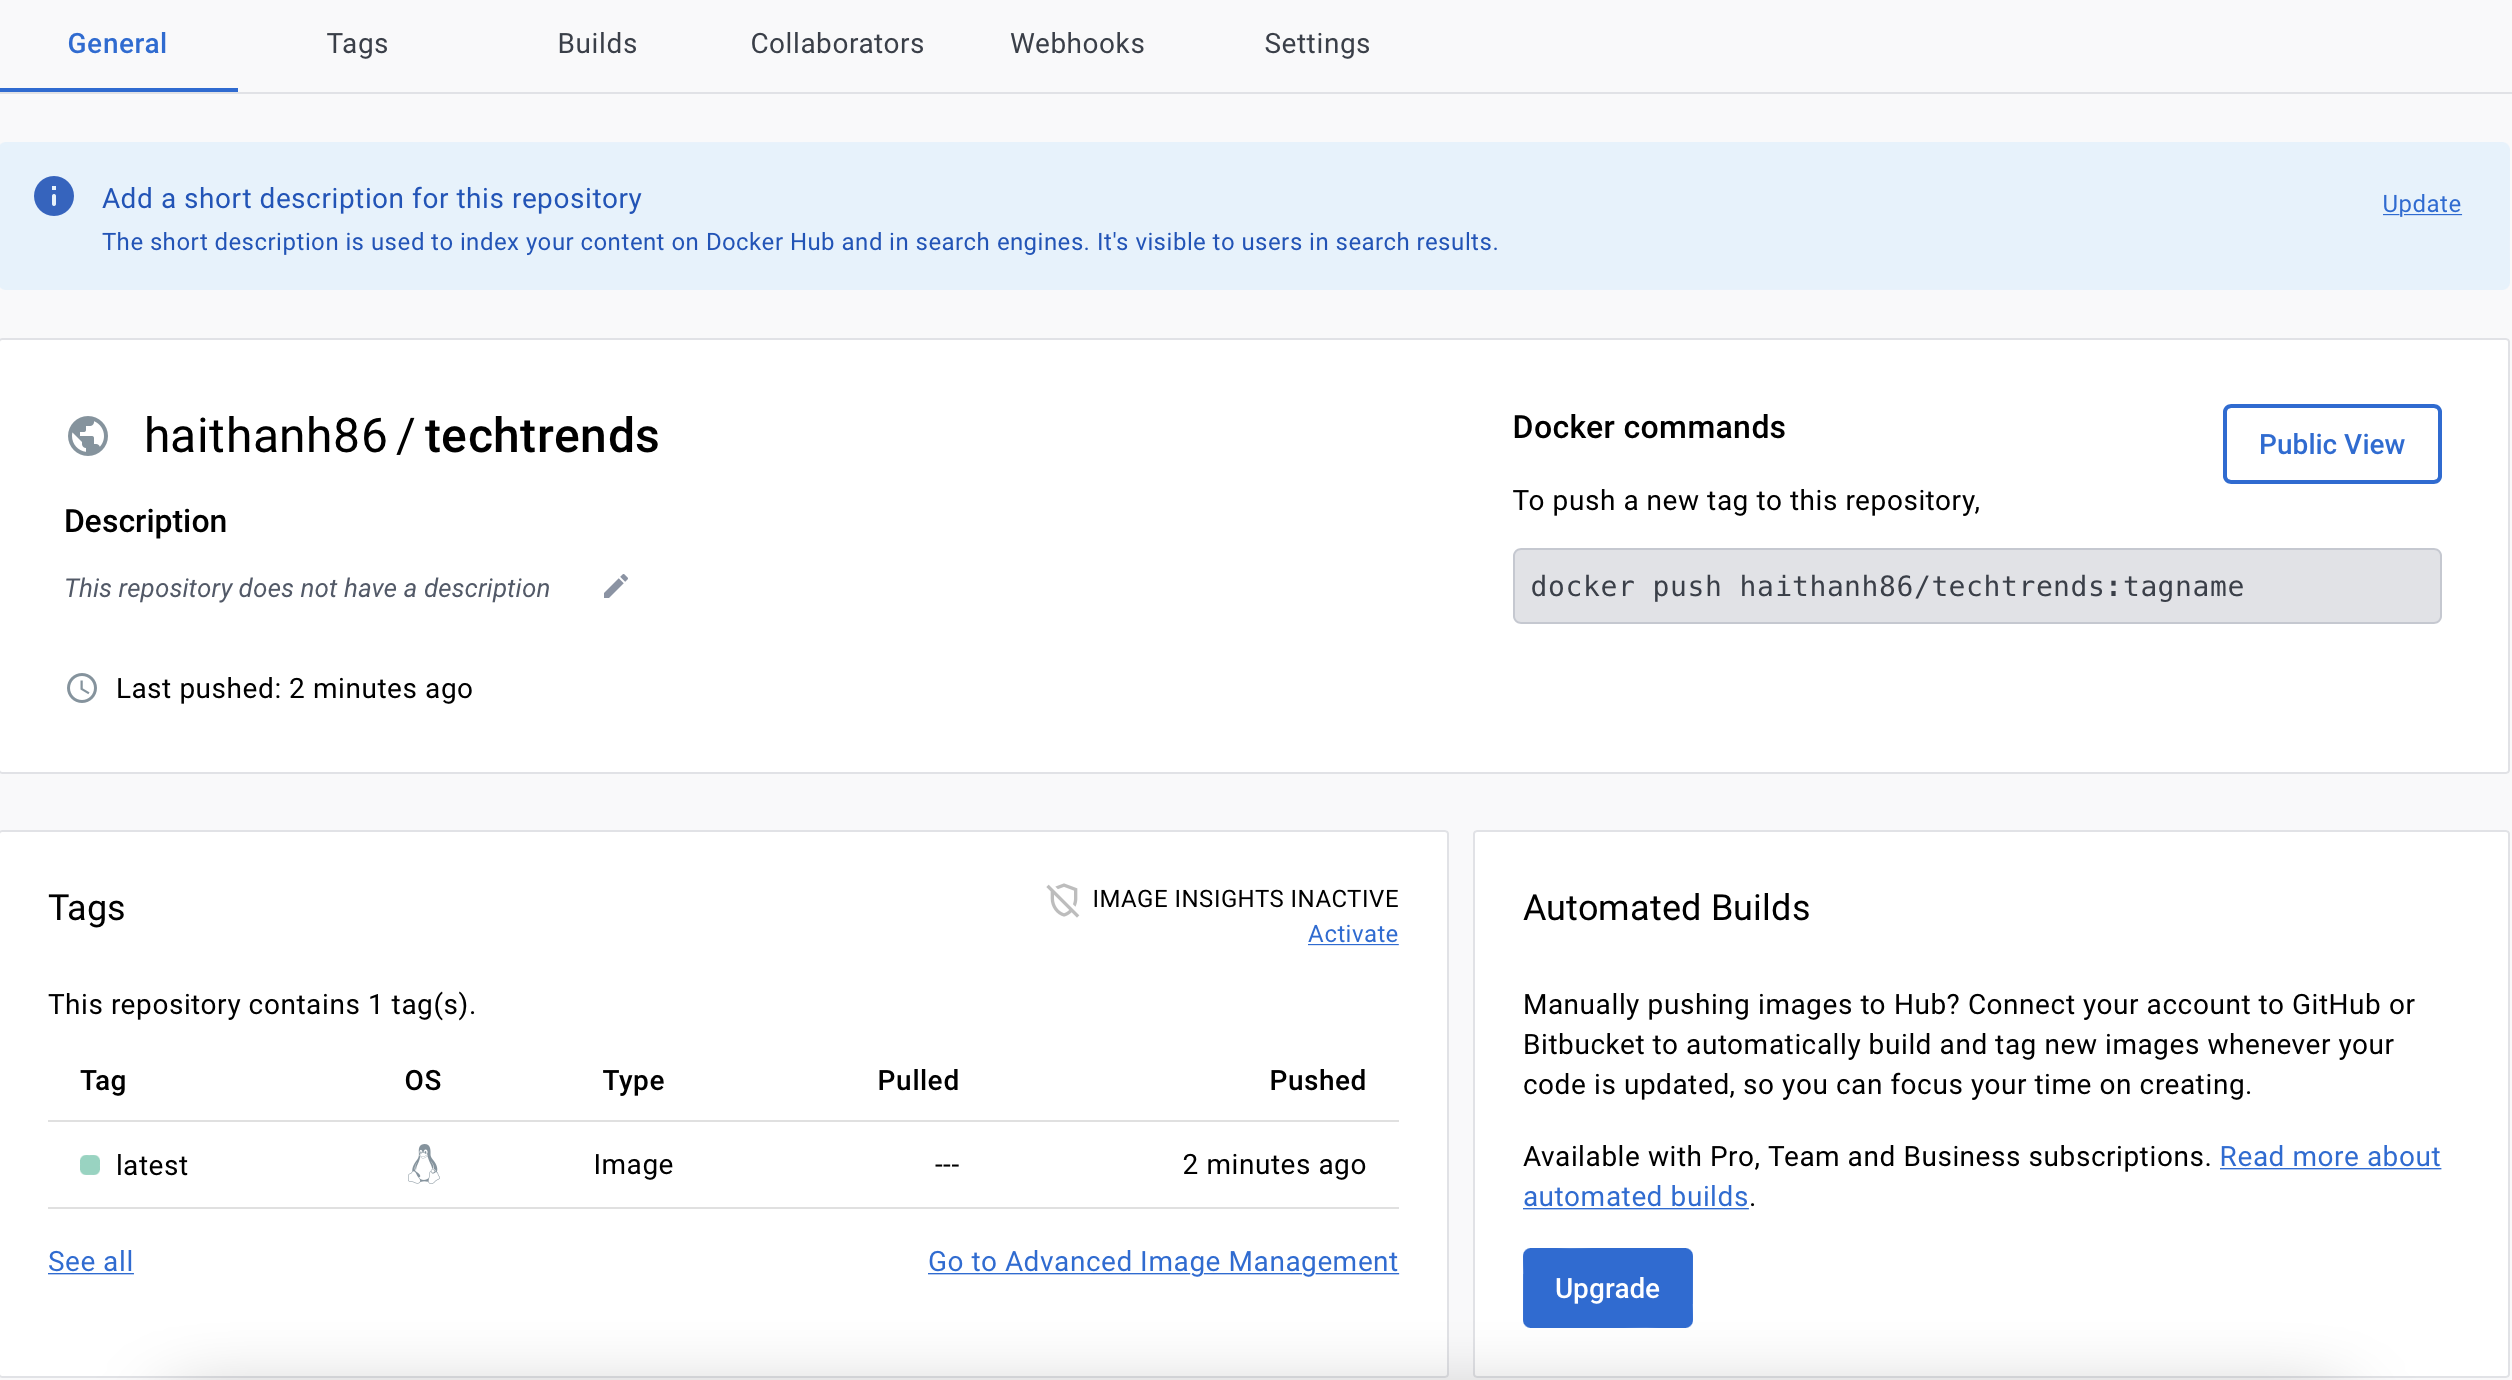 General Tags Builds Collaborators Webhooks Settings
Add a short description for this repository
Update
The short description is used to index your content on Docker Hub and in search engines. It's visible to users in search results.
haithanh86 / techtrends
Description
This repository does not have a description
Last pushed: 2 minutes ago
Docker commands
Public View
To push a new tag to this repository,
docker push haithanh86/techtrends:tagname
Tags
IMAGE INSIGHTS INACTIVE
Activate
This repository contains 1 tag(s).
Tag OS Type Pulled Pushed
latest Image --- 2 minutes ago
See all
Go to Advanced Image Management
Automated Builds
Manually pushing images to Hub? Connect your account to GitHub or
Bitbucket to automatically build and tag new images whenever your
code is updated, so you can focus your time on creating.
Available with Pro, Team and Business subscriptions. Read more about
automated builds.
Upgrade